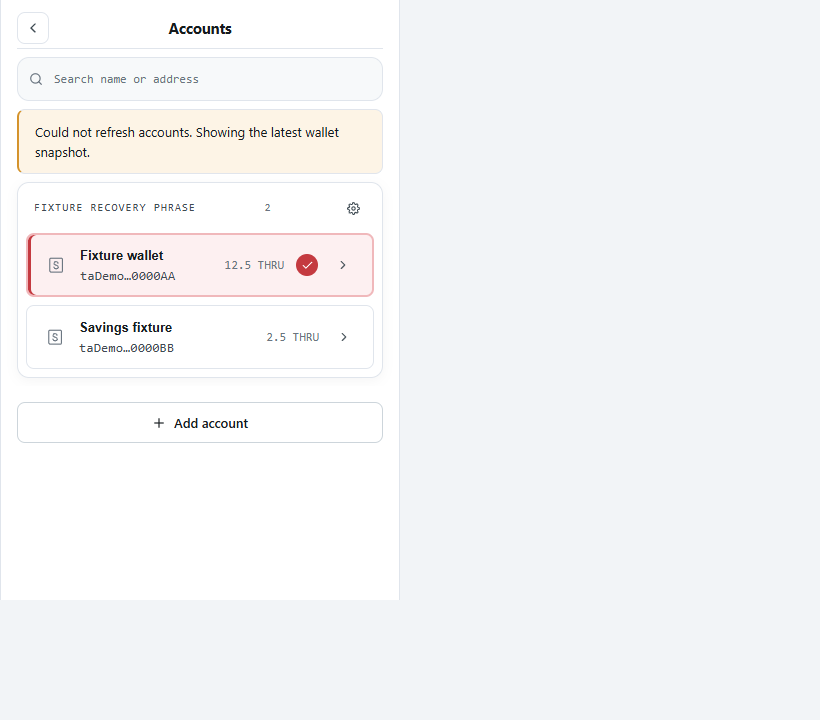 Accounts
Search name or address
Could not refresh accounts. Showing the latest wallet
snapshot.
FIXTURE RECOVERY PHRASE 2
S Fixture wallet 12.5 THRU
taDemo…0000AA
S Savings fixture 2.5 THRU
taDemo…0000BB
+ Add account